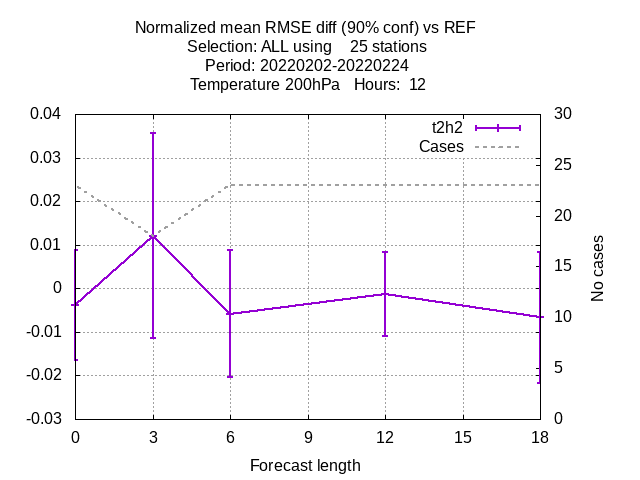 Normalized mean RMSE diff (90% conf) vs REF
Selection: ALL using    25 stations
Period: 20220202-20220224
Temperature 200hPa   Hours:  12
0.04
0.03
0.02
0.01
0
-0.01
-0.02
-0.03
t2h2
Cases
30
25
20
15
10
5
0
No cases
0 3 6 9 12 15 18
Forecast length